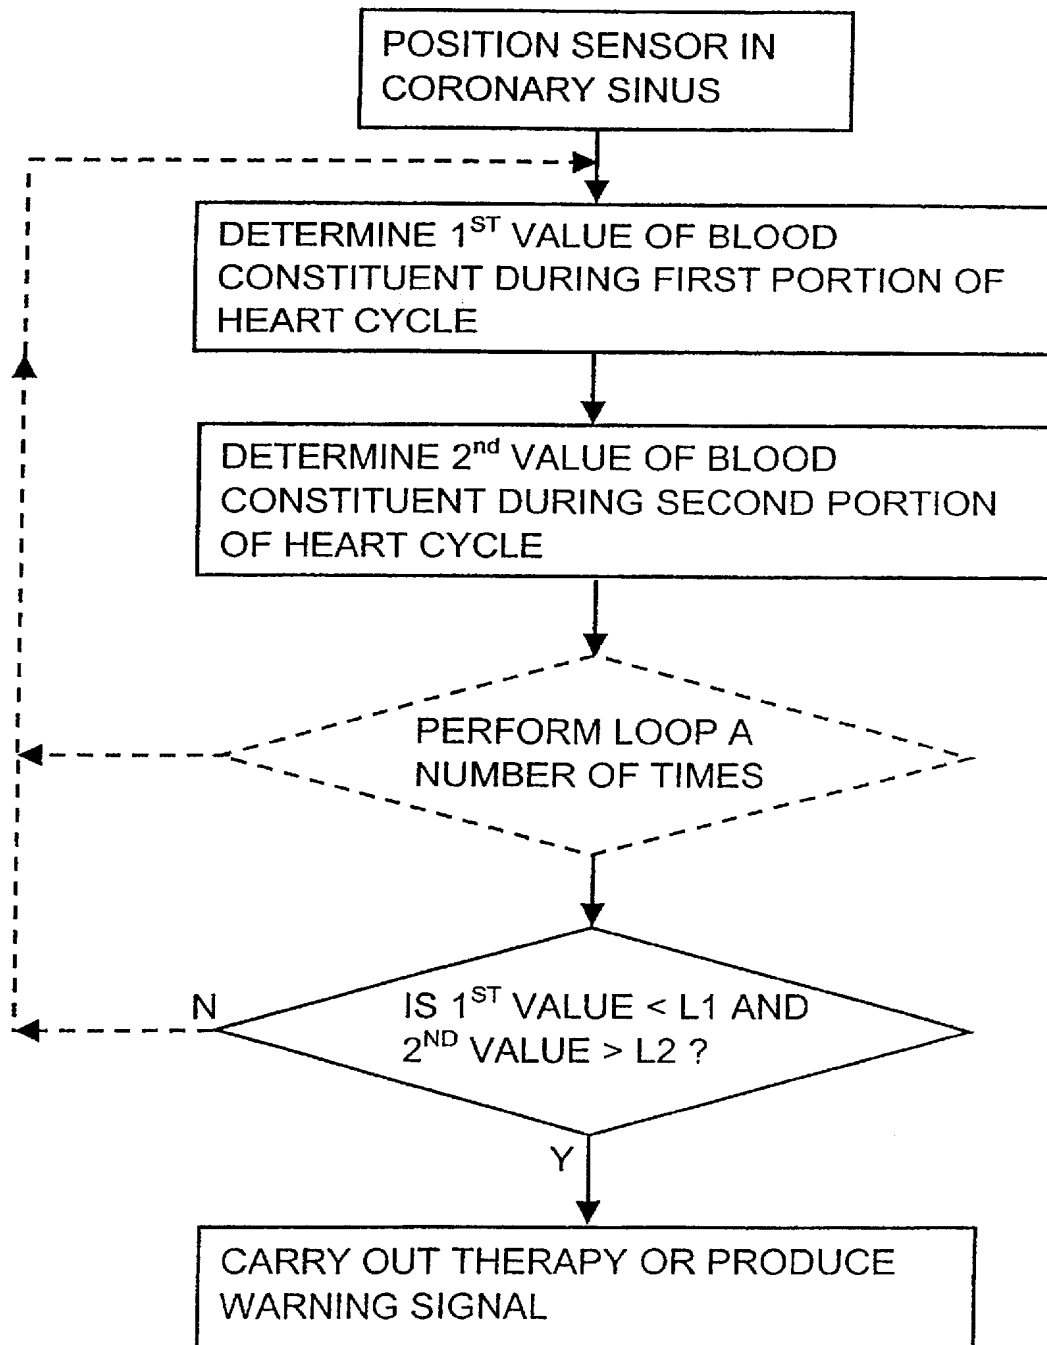 POSITION SENSOR IN
CORONARY SINUS
DETERMINE 1ST VALUE OF BLOOD
CONSTITUENT DURING FIRST PORTION OF
HEART CYCLE
DETERMINE 2nd VALUE OF BLOOD
CONSTITUENT DURING SECOND PORTION
OF HEART CYCLE
PERFORM LOOP A
NUMBER OF TIMES
N
IS 1ST VALUE < L1 AND
2ND VALUE > L2 ?
Y
CARRY OUT THERAPY OR PRODUCE
WARNING SIGNAL